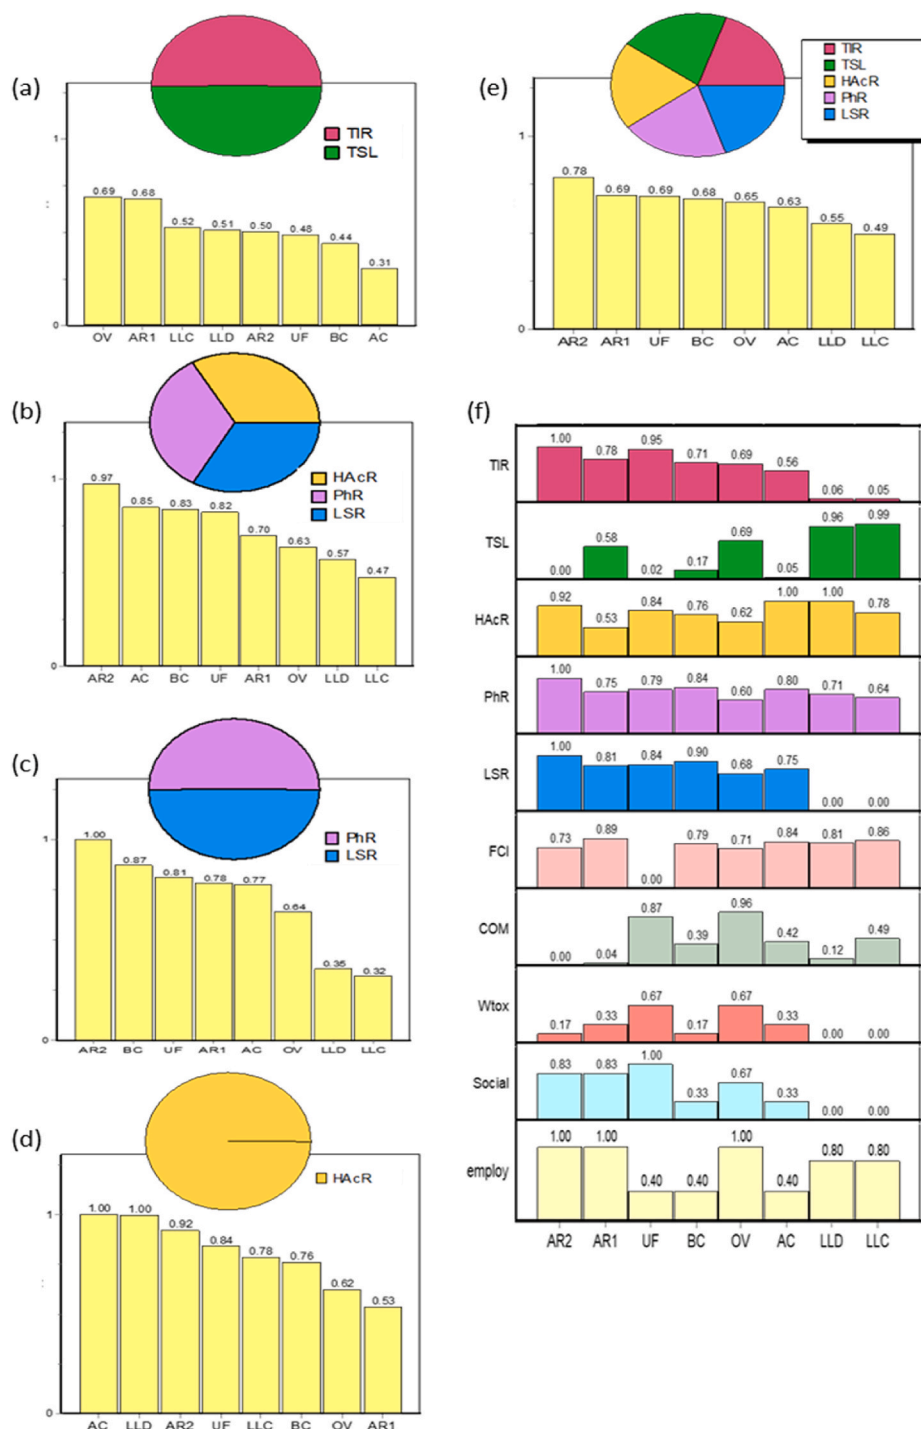 (a)
TIR
TSL
1
0.69 0.68 0.52 0.51 0.50 0.48 0.44 0.31
0
OV AR1 LLC LLD AR2 UF BC AC
(b)
HAcR
PhR
LSR
1
0.97 0.85 0.83 0.82 0.70 0.63 0.57 0.47
0
AR2 AC BC UF AR1 OV LLD LLC
(c)
PhR
LSR
1
1.00 0.87 0.81 0.78 0.77 0.64 0.35 0.32
0
AR2 BC UF AR1 AC OV LLD LLC
(d)
HAcR
1
1.00 1.00 0.92 0.84 0.78 0.76 0.62 0.53
0
AC LLD AR2 UF LLC BC OV AR1
(e)
TIR
TSL
HAcR
PhR
LSR
1
0.78 0.69 0.69 0.68 0.65 0.63 0.55 0.49
0
AR2 AR1 UF BC OV AC LLD LLC
(f)
TIR 1.00 0.78 0.95 0.71 0.69 0.56 0.06 0.05
TSL 0.00 0.58 0.02 0.17 0.69 0.05 0.96 0.99
HAcR 0.92 0.53 0.84 0.76 0.62 1.00 1.00 0.78
PhR 1.00 0.75 0.79 0.84 0.60 0.80 0.71 0.64
LSR 1.00 0.81 0.84 0.90 0.68 0.75 0.00 0.00
FCI 0.73 0.89 0.00 0.79 0.71 0.84 0.81 0.86
COM 0.00 0.04 0.87 0.39 0.96 0.42 0.12 0.49
Wtox 0.17 0.33 0.67 0.17 0.67 0.33 0.00 0.00
Social 0.83 0.83 1.00 0.33 0.67 0.33 0.00 0.00
employ 1.00 1.00 0.40 0.40 1.00 0.40 0.80 0.80
AR2 AR1 UF BC OV AC LLD LLC